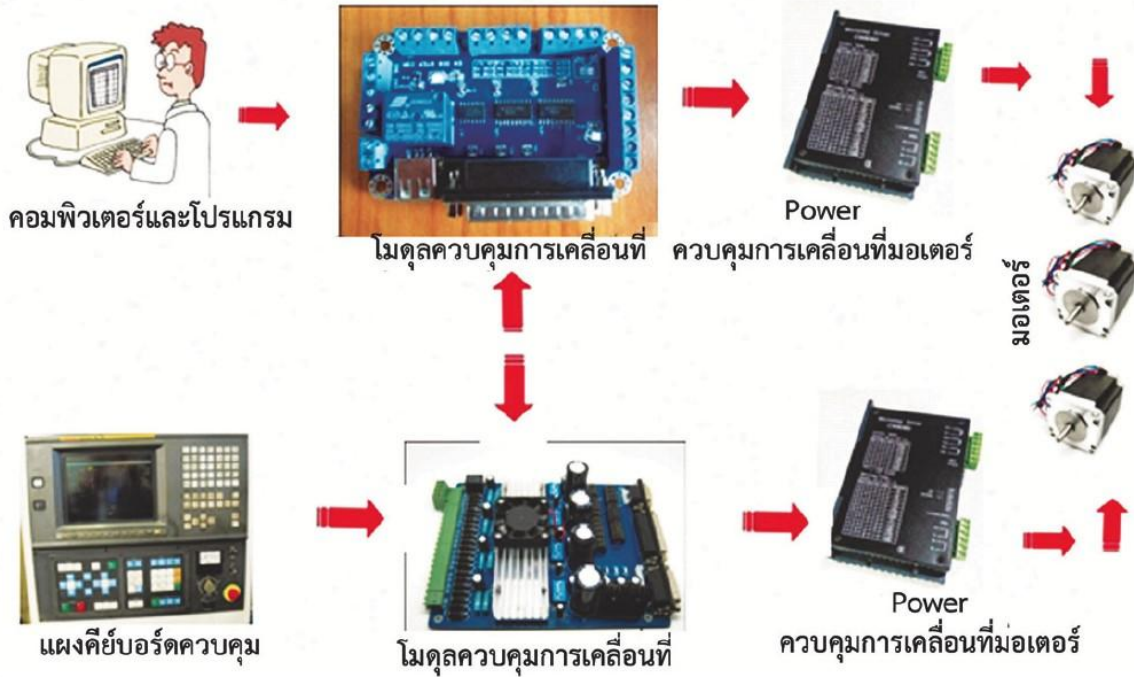 คอมพิวเตอร์และโปรแกรม
โมดุลควบคุมการเคลื่อนที่
Power
ควบคุมการเคลื่อนที่มอเตอร์
มอเตอร์
แผงคีย์บอร์ดควบคุม
โมดุลควบคุมการเคลื่อนที่
Power
ควบคุมการเคลื่อนที่มอเตอร์